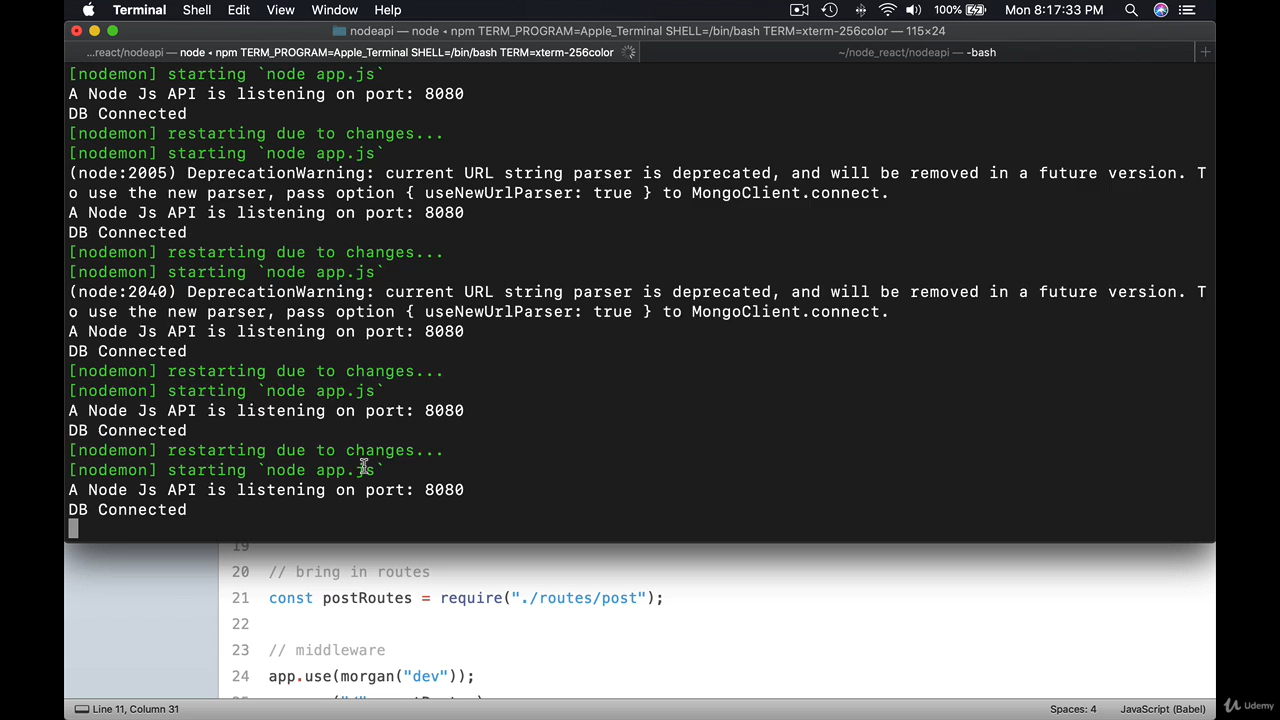 Terminal Shell Edit View Window Help 100% Mon 8:17:33 PM
nodeapi — node ◂ npm TERM_PROGRAM=Apple_Terminal SHELL=/bin/bash TERM=xterm-256color — 115×24
...react/nodeapi — node ◂ npm TERM_PROGRAM=Apple_Terminal SHELL=/bin/bash TERM=xterm-256color ~/node_react/nodeapi — -bash +
[nodemon] starting `node app.js`
A Node Js API is listening on port: 8080
DB Connected
[nodemon] restarting due to changes...
[nodemon] starting `node app.js`
(node:2005) DeprecationWarning: current URL string parser is deprecated, and will be removed in a future version. T
o use the new parser, pass option { useNewUrlParser: true } to MongoClient.connect.
A Node Js API is listening on port: 8080
DB Connected
[nodemon] restarting due to changes...
[nodemon] starting `node app.js`
(node:2040) DeprecationWarning: current URL string parser is deprecated, and will be removed in a future version. T
o use the new parser, pass option { useNewUrlParser: true } to MongoClient.connect.
A Node Js API is listening on port: 8080
DB Connected
[nodemon] restarting due to changes...
[nodemon] starting `node app.js`
A Node Js API is listening on port: 8080
DB Connected
[nodemon] restarting due to changes...
[nodemon] starting `node app.js`
A Node Js API is listening on port: 8080
DB Connected
19
20 // bring in routes
21 const postRoutes = require("./routes/post");
22
23 // middleware
24 app.use(morgan("dev"));
Line 11, Column 31 Spaces: 4 JavaScript (Babel)
Udemy